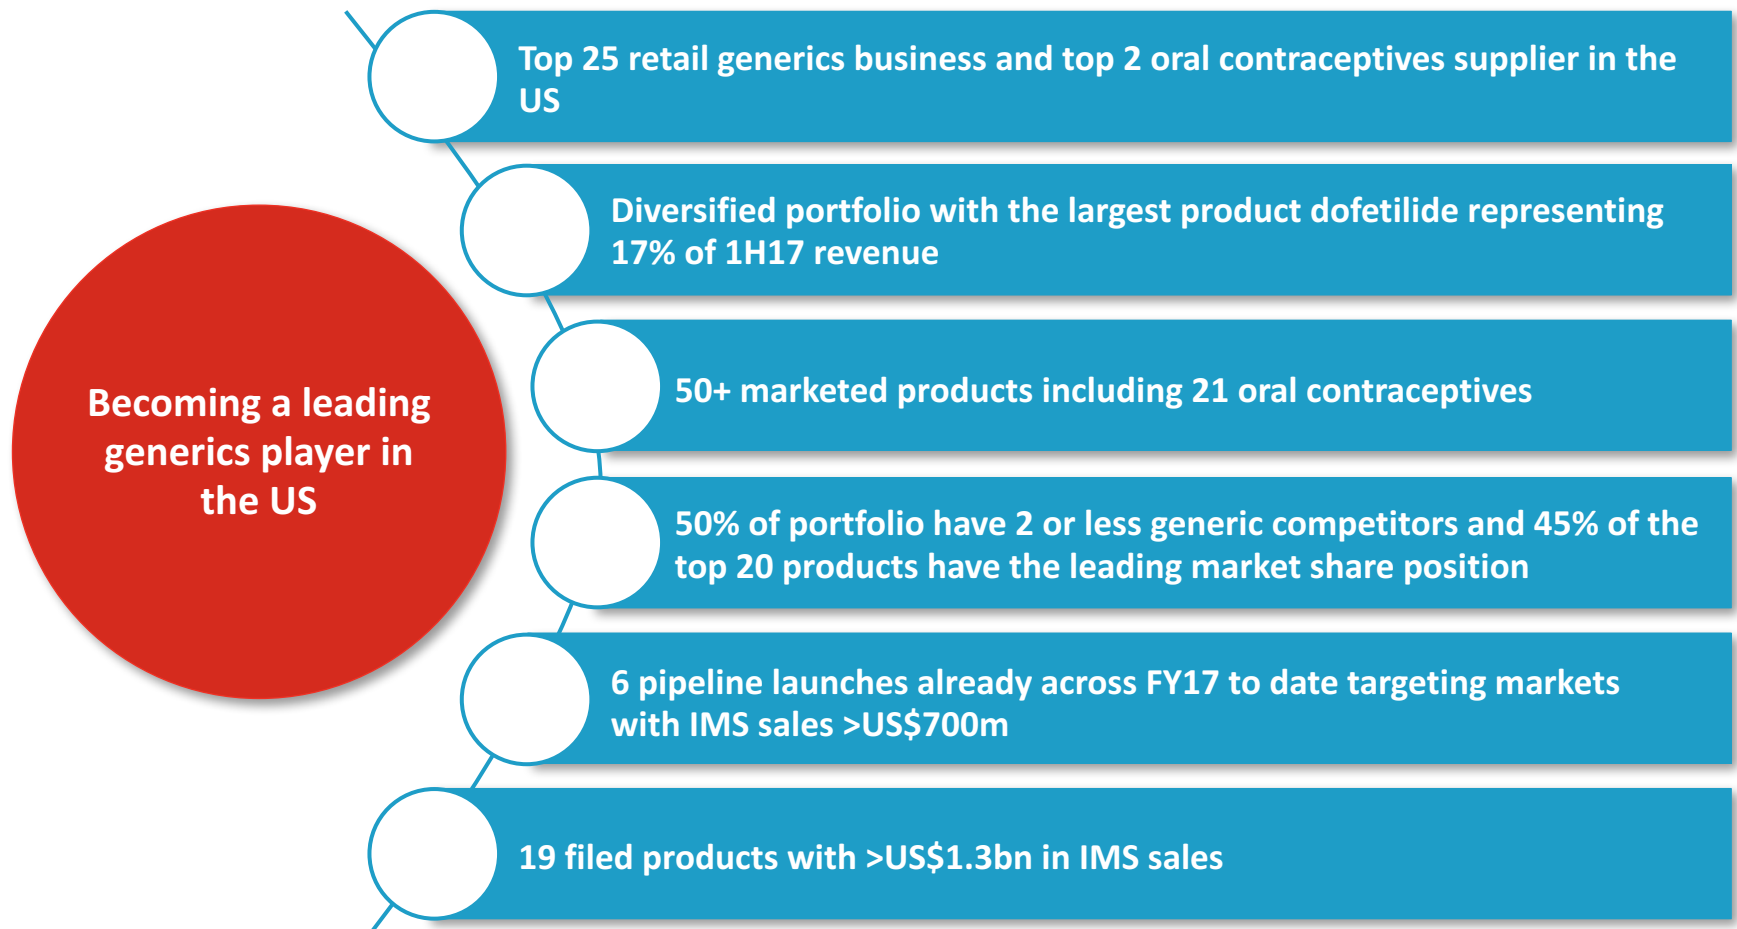 Top 25 retail generics business and top 2 oral contraceptives supplier in the
US
Diversified portfolio with the largest product dofetilide representing
17% of 1H17 revenue
Becoming a leading
generics player in
the US
50+ marketed products including 21 oral contraceptives
50% of portfolio have 2 or less generic competitors and 45% of the
top 20 products have the leading market share position
6 pipeline launches already across FY17 to date targeting markets
with IMS sales >US$700m
19 filed products with >US$1.3bn in IMS sales